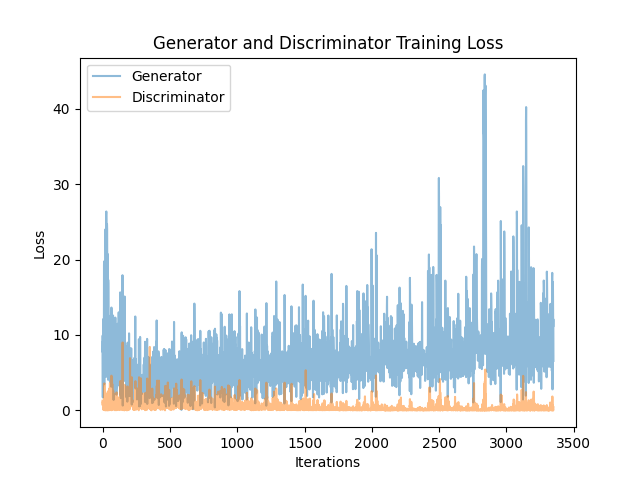 Generator and Discriminator Training Loss
Generator
Discriminator
40
30
20
10
0
Loss
0 500 1000 1500 2000 2500 3000 3500
Iterations